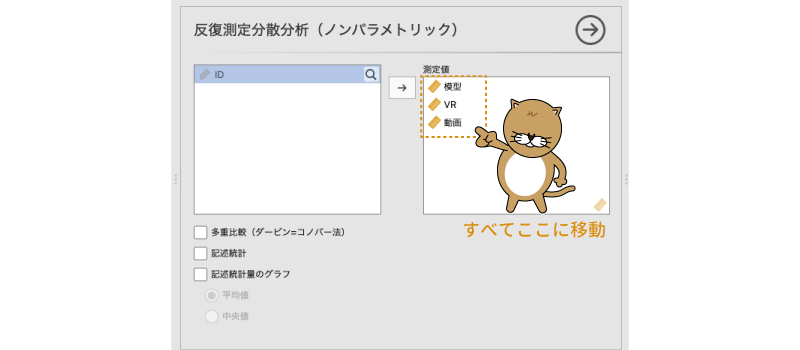 反復測定分散分析（ノンパラメトリック）
ID
測定値
模型
VR
動画
すべてここに移動
多重比較（ダービン=コノバー法）
記述統計
記述統計量のグラフ
平均値
中央値